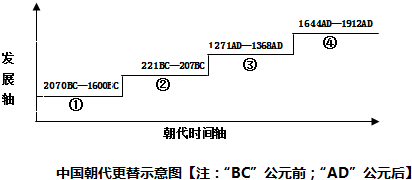 1644AD—1912AD
④
1271AD—1368AD
③
221BC—207BC
②
2070BC—1600BC
①
发展轴
朝代时间轴
中国朝代更替示意图【注:“BC”公元前;“AD”公元后】